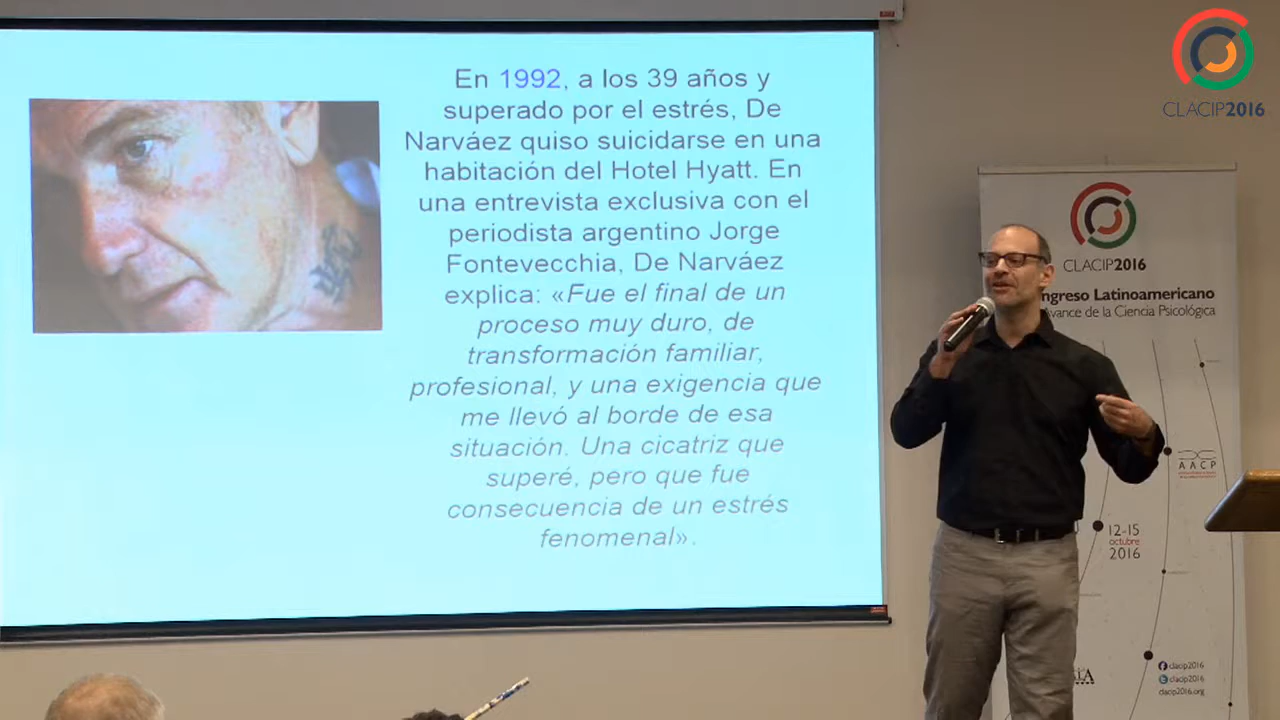 En 1992, a los 39 años y
superado por el estrés, De
Narváez quiso suicidarse en una
habitación del Hotel Hyatt. En
una entrevista exclusiva con el
periodista argentino Jorge
Fontevecchia, De Narváez
explica: «Fue el final de un
proceso muy duro, de
transformación familiar,
profesional, y una exigencia que
me llevó al borde de esa
situación. Una cicatriz que
superé, pero que fue
consecuencia de un estrés
fenomenal».
CLACIP2016
CLACIP2016
Latinoamericano
de la Ciencia Psicológica
AACP
12-15
octubre
2016
clacip2016
clacip2016
clacip2016.org